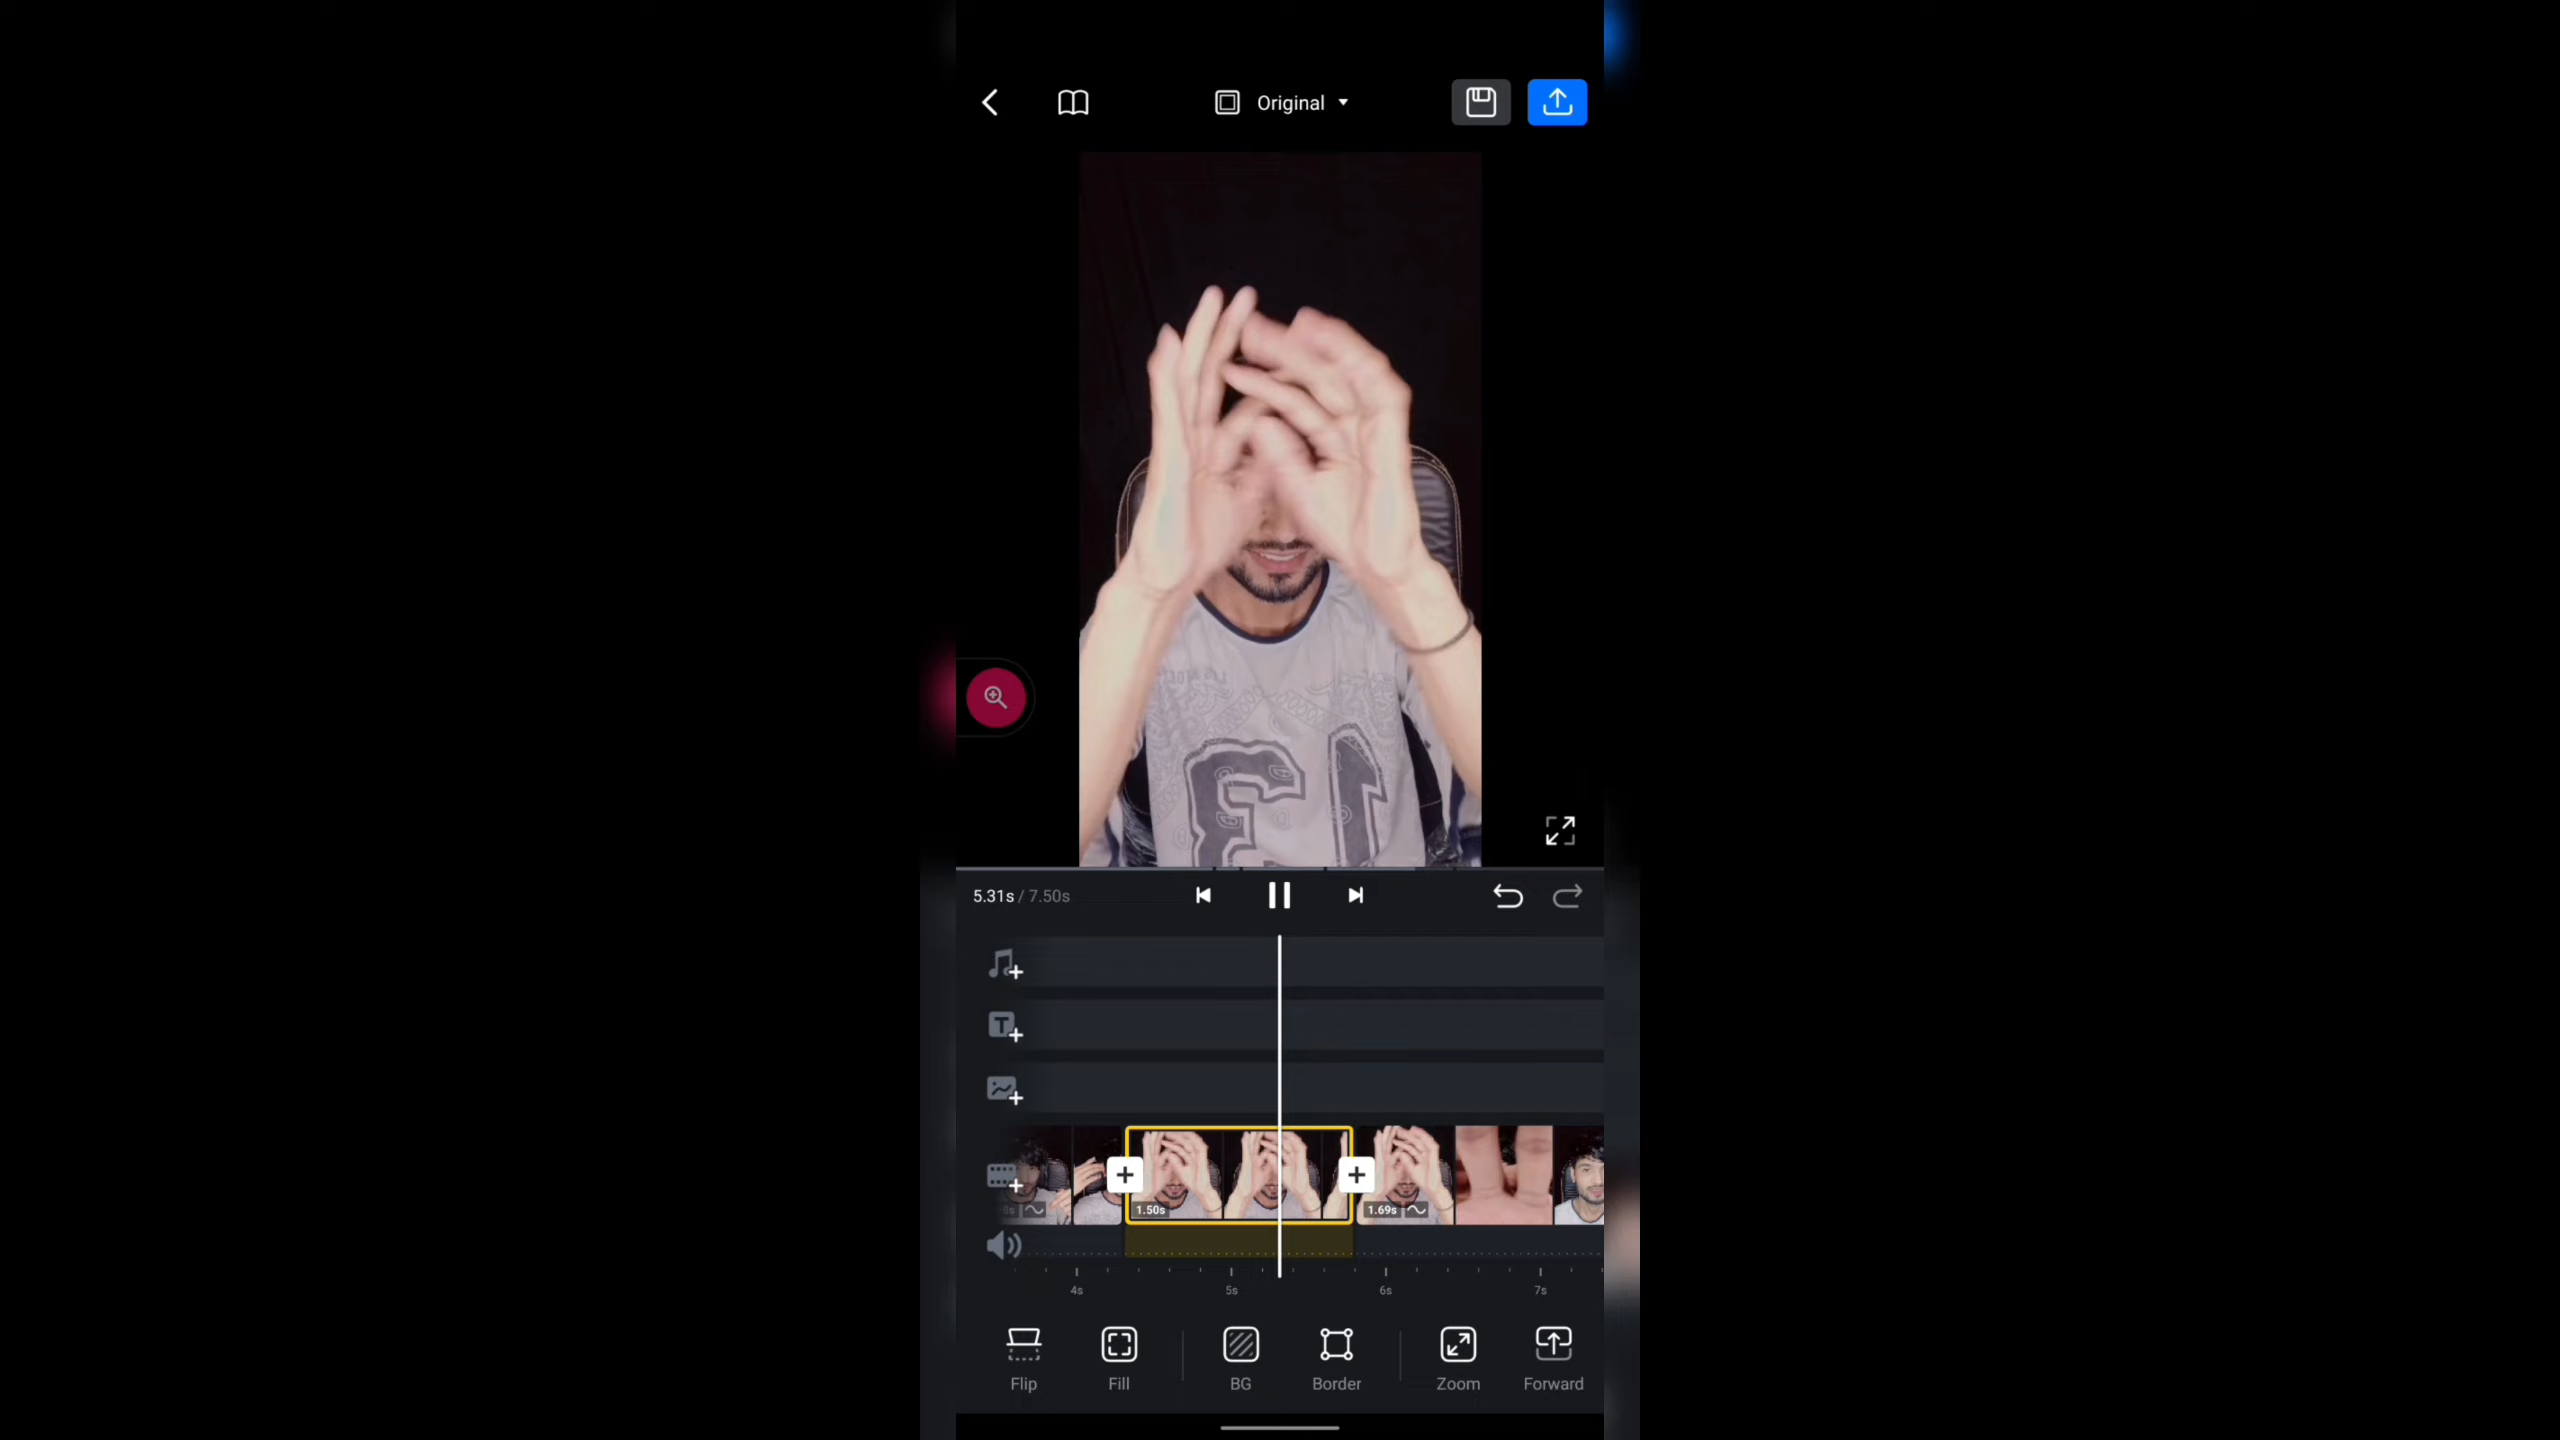 Original
13
5.31s / 7.50s
1.50s
1.69s
4s 5s 6s 7s
Flip Fill BG Border Zoom Forward